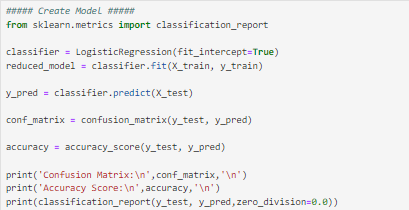 ##### Create Model #####
from sklearn.metrics import classification_report
classifier = LogisticRegression(fit_intercept=True)
reduced_model = classifier.fit(X_train, y_train)
y_pred = classifier.predict(X_test)
conf_matrix = confusion_matrix(y_test, y_pred)
accuracy = accuracy_score(y_test, y_pred)
print('Confusion Matrix:\n',conf_matrix,'\n')
print('Accuracy Score:\n',accuracy,'\n')
print(classification_report(y_test, y_pred,zero_division=0.0))